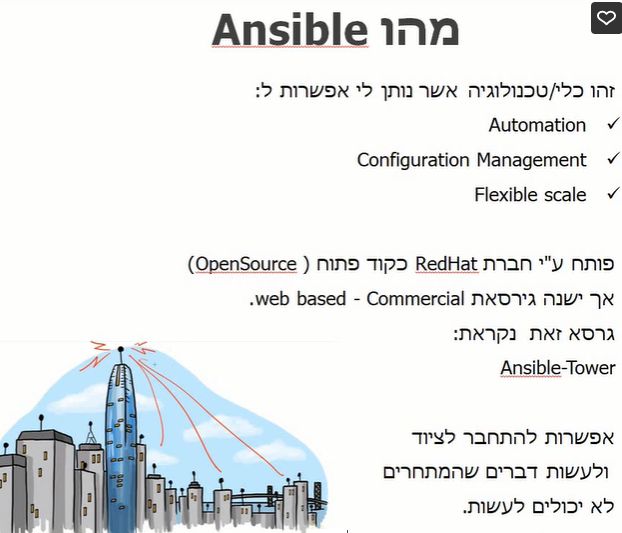 מהו Ansible
זהו כלי/טכנולוגיה אשר נותן לי אפשרות ל:
✓ Automation
✓ Configuration Management
✓ Flexible scale
פותח ע"י חברת RedHat כקוד פתוח ( OpenSource)
אך ישנה גירסאת web based - Commercial.
גרסא זאת נקראת:
Ansible-Tower
אפשרות להתחבר לציוד
ולעשות דברים שהמתחרים
לא יכולים לעשות.